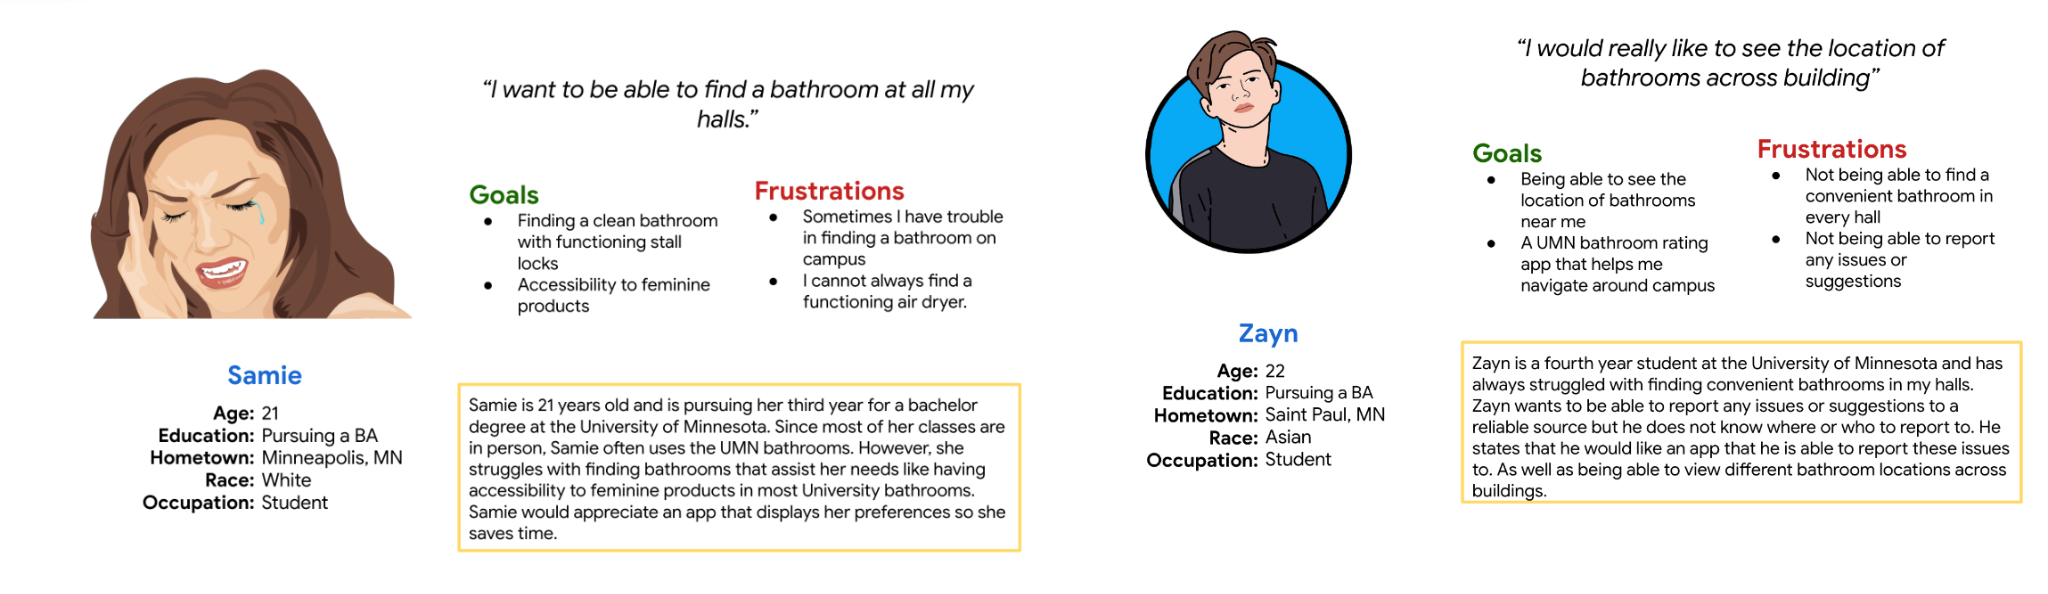 “I want to be able to find a bathroom at all my
halls.”
Goals
● Finding a clean bathroom
with functioning stall
locks
● Accessibility to feminine
products
Frustrations
● Sometimes I have trouble
in finding a bathroom on
campus
● I cannot always find a
functioning air dryer.
Samie
Age: 21
Education: Pursuing a BA
Hometown: Minneapolis, MN
Race: White
Occupation: Student
Samie is 21 years old and is pursuing her third year for a bachelor
degree at the University of Minnesota. Since most of her classes are
in person, Samie often uses the UMN bathrooms. However, she
struggles with finding bathrooms that assist her needs like having
accessibility to feminine products in most University bathrooms.
Samie would appreciate an app that displays her preferences so she
saves time.
“I would really like to see the location of
bathrooms across building”
Goals
● Being able to see the
location of bathrooms
near me
● A UMN bathroom rating
app that helps me
navigate around campus
Frustrations
● Not being able to find a
convenient bathroom in
every hall
● Not being able to report
any issues or
suggestions
Zayn
Age: 22
Education: Pursuing a BA
Hometown: Saint Paul, MN
Race: Asian
Occupation: Student
Zayn is a fourth year student at the University of Minnesota and has
always struggled with finding convenient bathrooms in my halls.
Zayn wants to be able to report any issues or suggestions to a
reliable source but he does not know where or who to report to. He
states that he would like an app that he is able to report these issues
to. As well as being able to view different bathroom locations across
buildings.